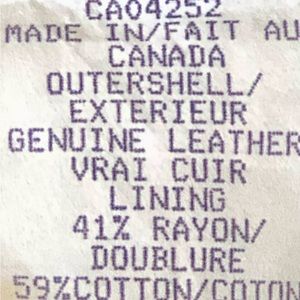 CA04252
MADE IN/FAIT AU
CANADA
OUTERSHELL/
EXTERIEUR
GENUINE LEATHER
VRAI CUIR
LINING
41% RAYON/
DOUBLURE
59%COTTON/COTON